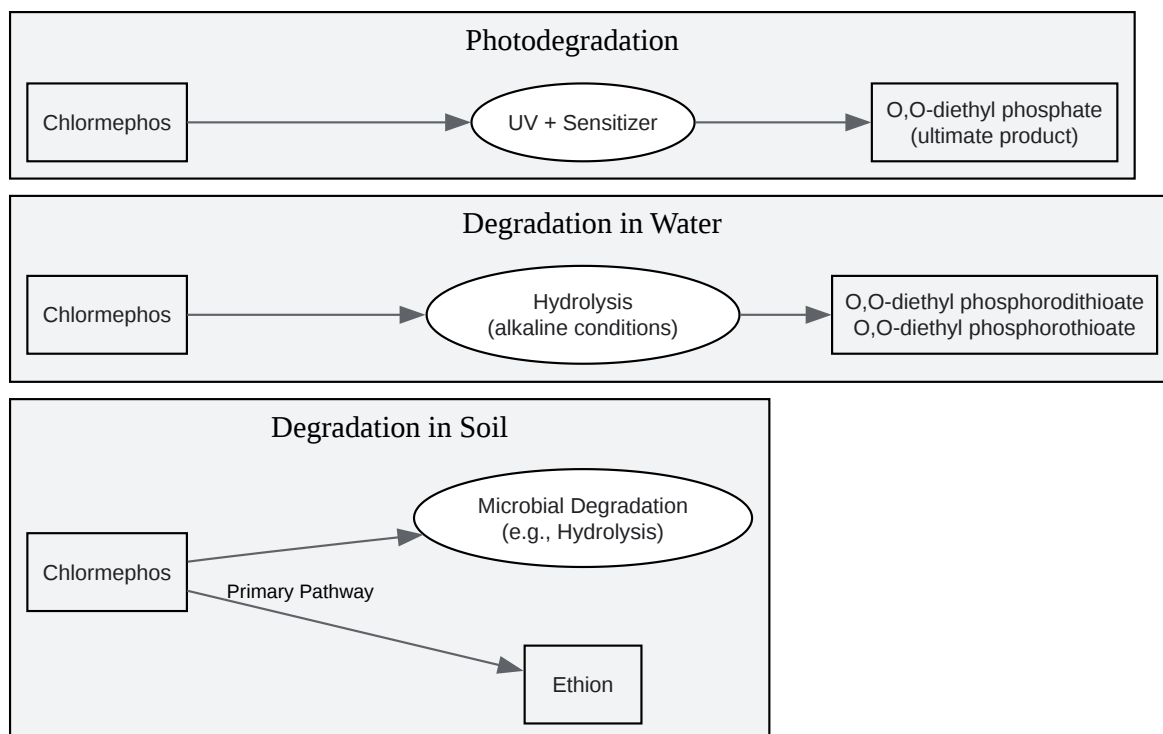 Photodegradation
Chlormephos
UV + Sensitizer
O,O-diethyl phosphate
(ultimate product)
Degradation in Water
Chlormephos
Hydrolysis
(alkaline conditions)
O,O-diethyl phosphorodithioate
O,O-diethyl phosphorothioate
Degradation in Soil
Chlormephos
Microbial Degradation
(e.g., Hydrolysis)
Primary Pathway
Ethion